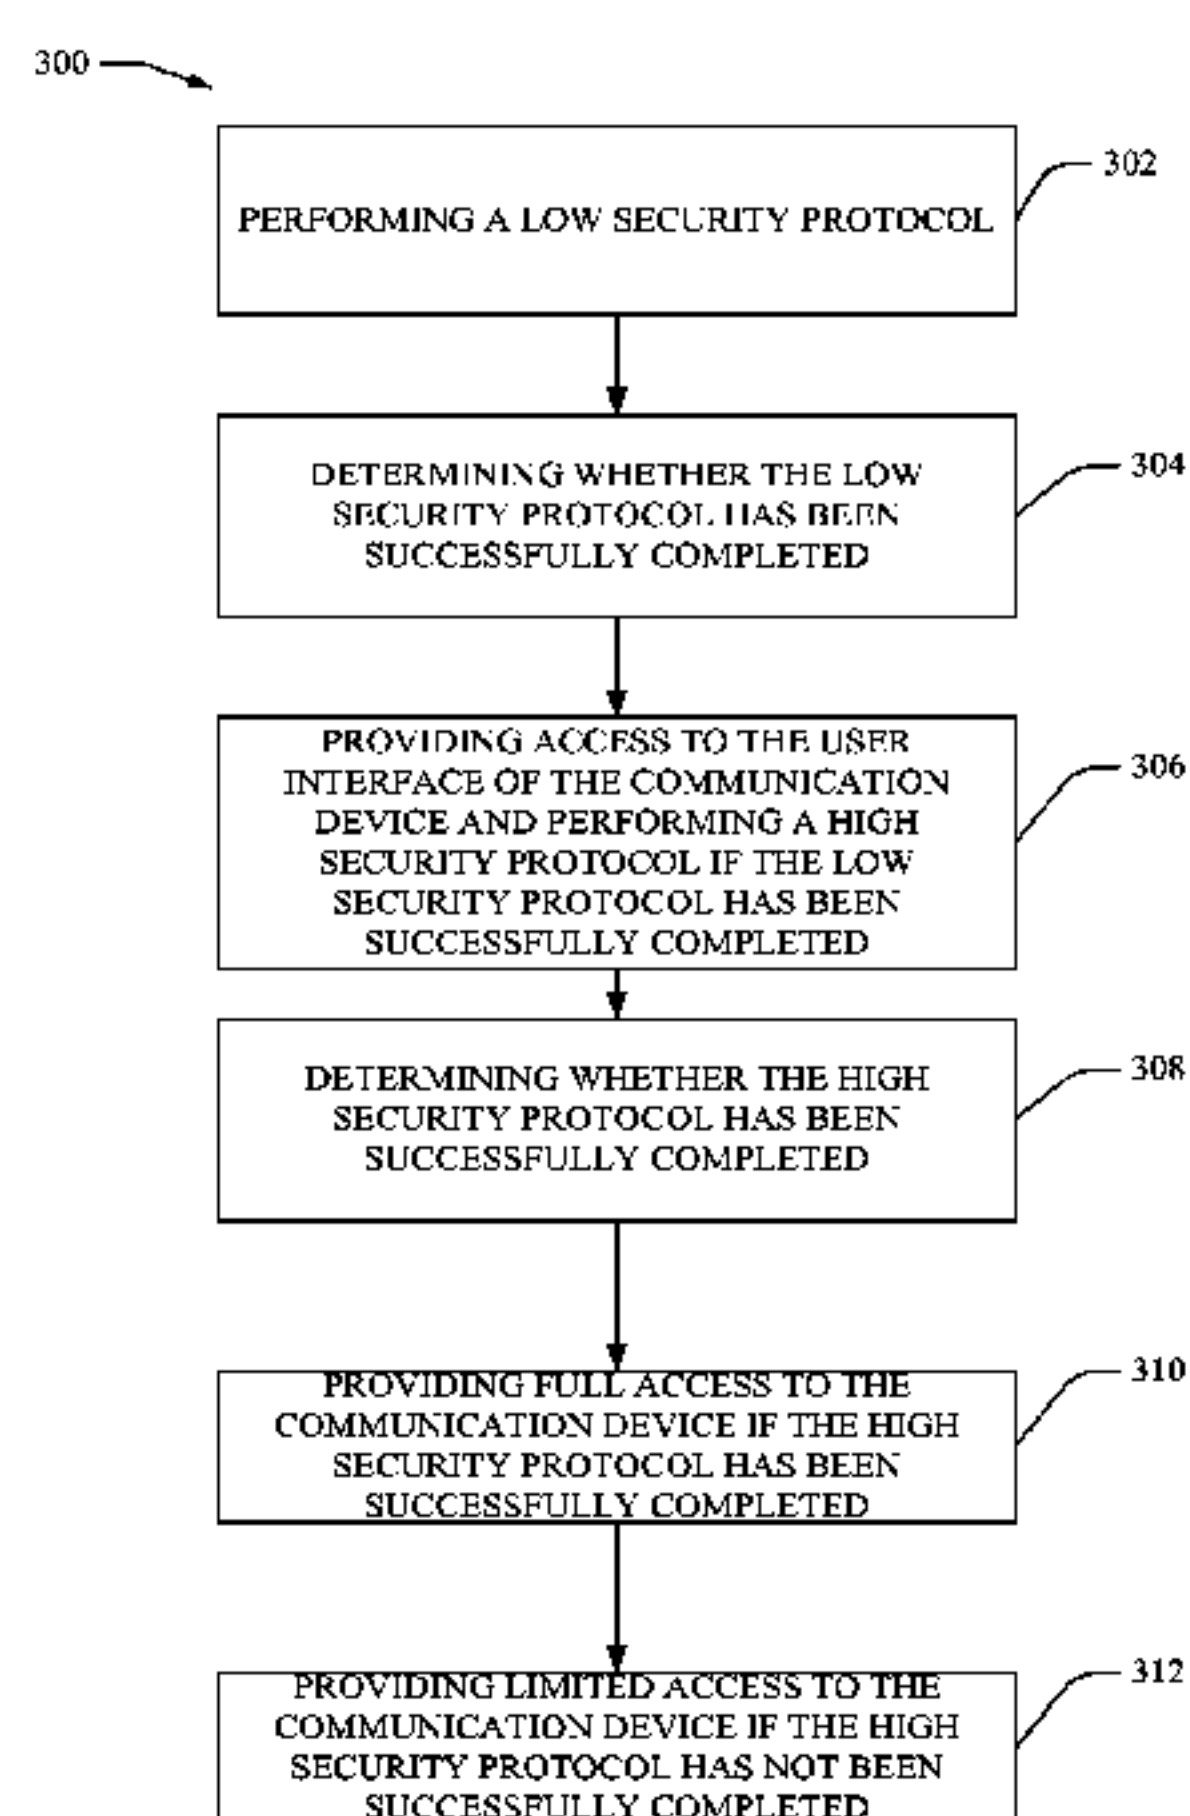 300
302
PERFORMING A LOW SECURITY PROTOCOL
304
DETERMINING WHETHER THE LOW
SECURITY PROTOCOL HAS BEEN
SUCCESSFULLY COMPLETED
306
PROVIDING ACCESS TO THE USER
INTERFACE OF THE COMMUNICATION
DEVICE AND PERFORMING A HIGH
SECURITY PROTOCOL IF THE LOW
SECURITY PROTOCOL HAS BEEN
SUCCESSFULLY COMPLETED
308
DETERMINING WHETHER THE HIGH
SECURITY PROTOCOL HAS BEEN
SUCCESSFULLY COMPLETED
310
PROVIDING FULL ACCESS TO THE
COMMUNICATION DEVICE IF THE HIGH
SECURITY PROTOCOL HAS BEEN
SUCCESSFULLY COMPLETED
312
PROVIDING LIMITED ACCESS TO THE
COMMUNICATION DEVICE IF THE HIGH
SECURITY PROTOCOL HAS NOT BEEN
SUCCESSFULLY COMPLETED